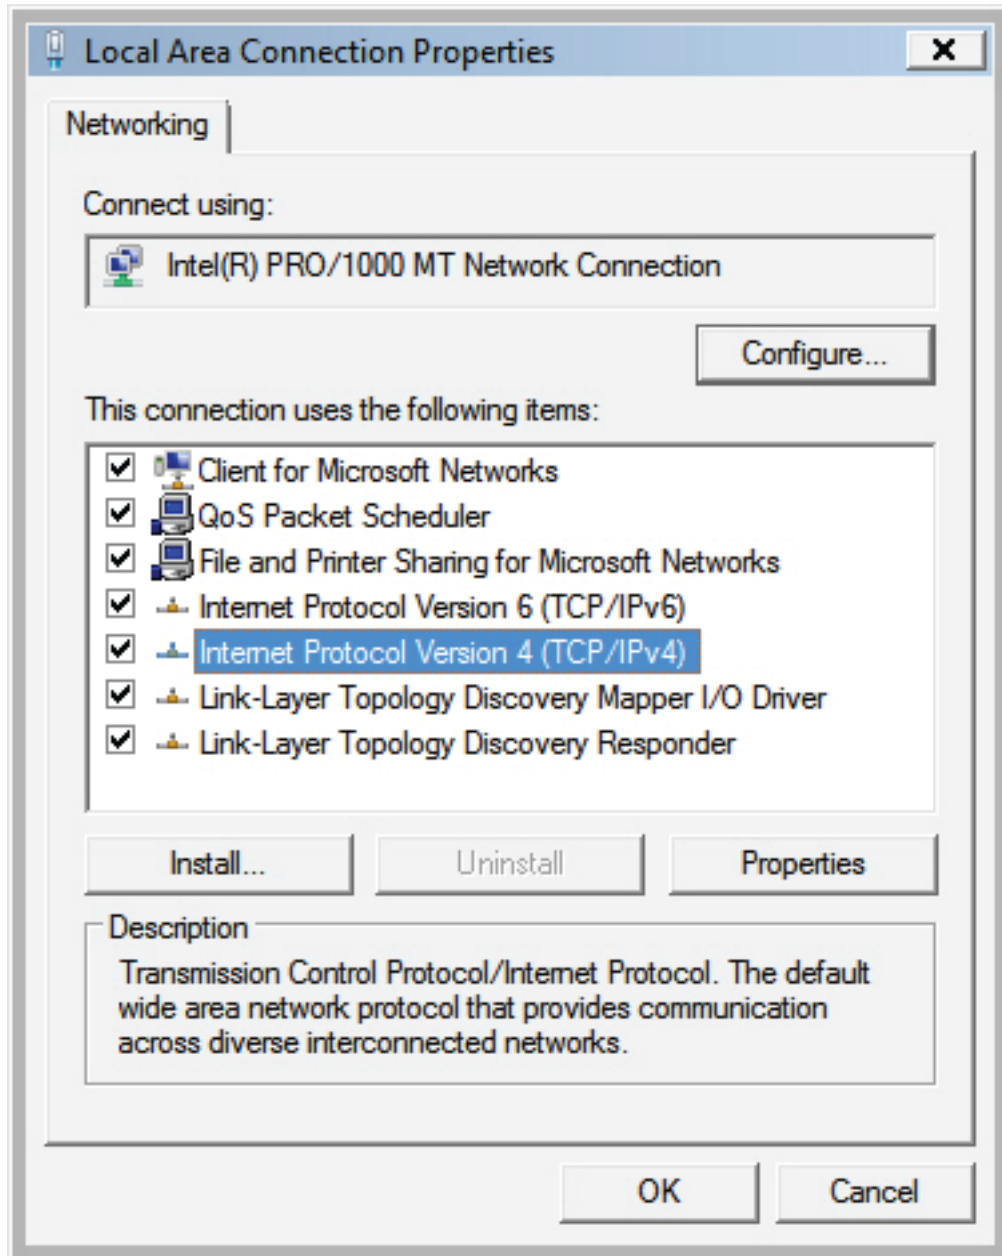 Local Area Connection Properties
Networking
Connect using:
Intel(R) PRO/1000 MT Network Connection
Configure...
This connection uses the following items:
Client for Microsoft Networks
QoS Packet Scheduler
File and Printer Sharing for Microsoft Networks
Internet Protocol Version 6 (TCP/IPv6)
Internet Protocol Version 4 (TCP/IPv4)
Link-Layer Topology Discovery Mapper I/O Driver
Link-Layer Topology Discovery Responder
Install... Uninstall Properties
Description
Transmission Control Protocol/Internet Protocol. The default
wide area network protocol that provides communication
across diverse interconnected networks.
OK Cancel